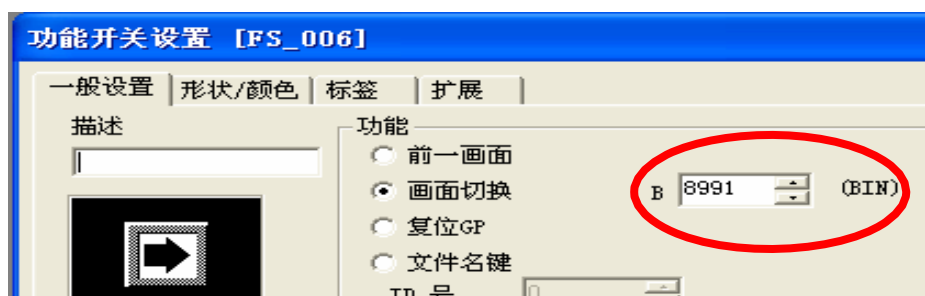 功能开关设置 [FS_006]
一般设置 形状/颜色 标签 扩展
描述
功能
前一画面
画面切换 B 8991 (BIN)
复位GP
文件名键